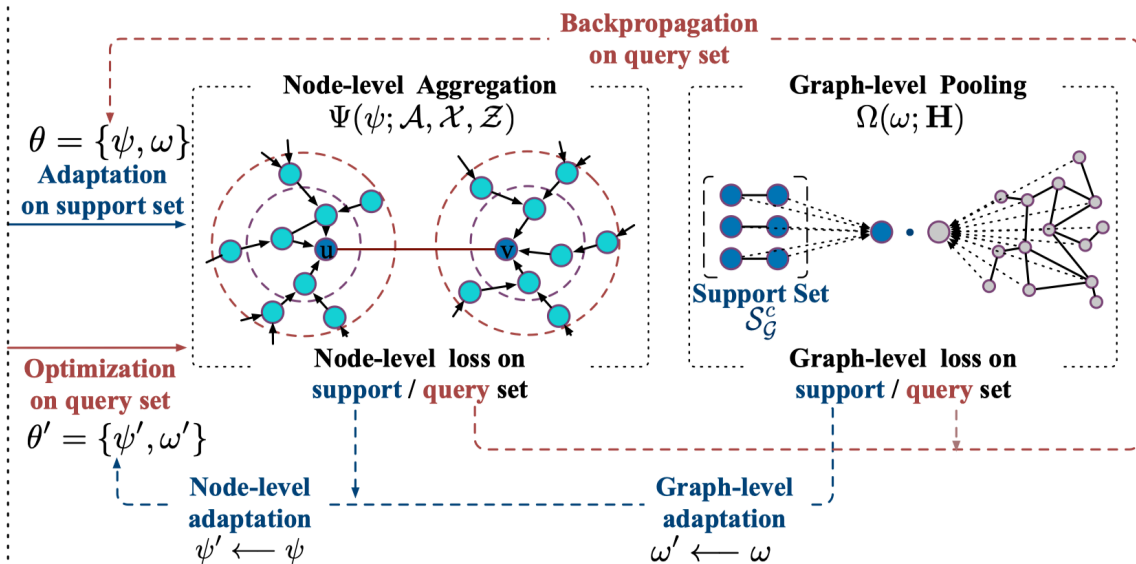 Backpropagation
on query set
Node-level Aggregation
Ψ(ψ; 𝒜, 𝒳, 𝒵)
Graph-level Pooling
Ω(ω; 𝐇)
θ = {ψ, ω}
Adaptation
on support set
u
v
Support Set
𝒮_𝒢^c
Optimization
on query set
θ′ = {ψ′, ω′}
Node-level loss on
support / query set
Graph-level loss on
support / query set
Node-level
adaptation
ψ′ ⟵ ψ
Graph-level
adaptation
ω′ ⟵ ω